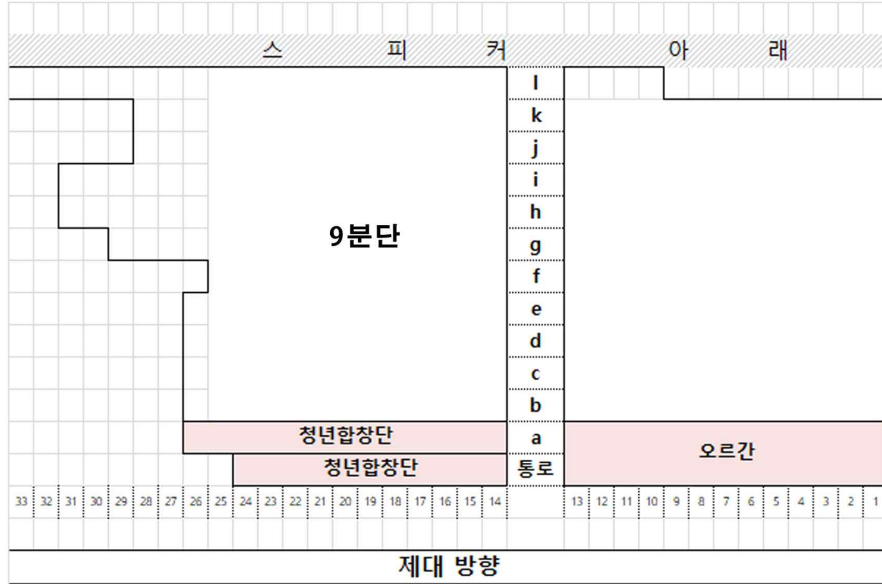 스 피 커 아 래
l
k
j
i
h
9분단
g
f
e
d
c
b
청년합창단 a 오르간
청년합창단 통로
33 32 31 30 29 28 27 26 25 24 23 22 21 20 19 18 17 16 15 14 13 12 11 10 9 8 7 6 5 4 3 2 1
제대 방향